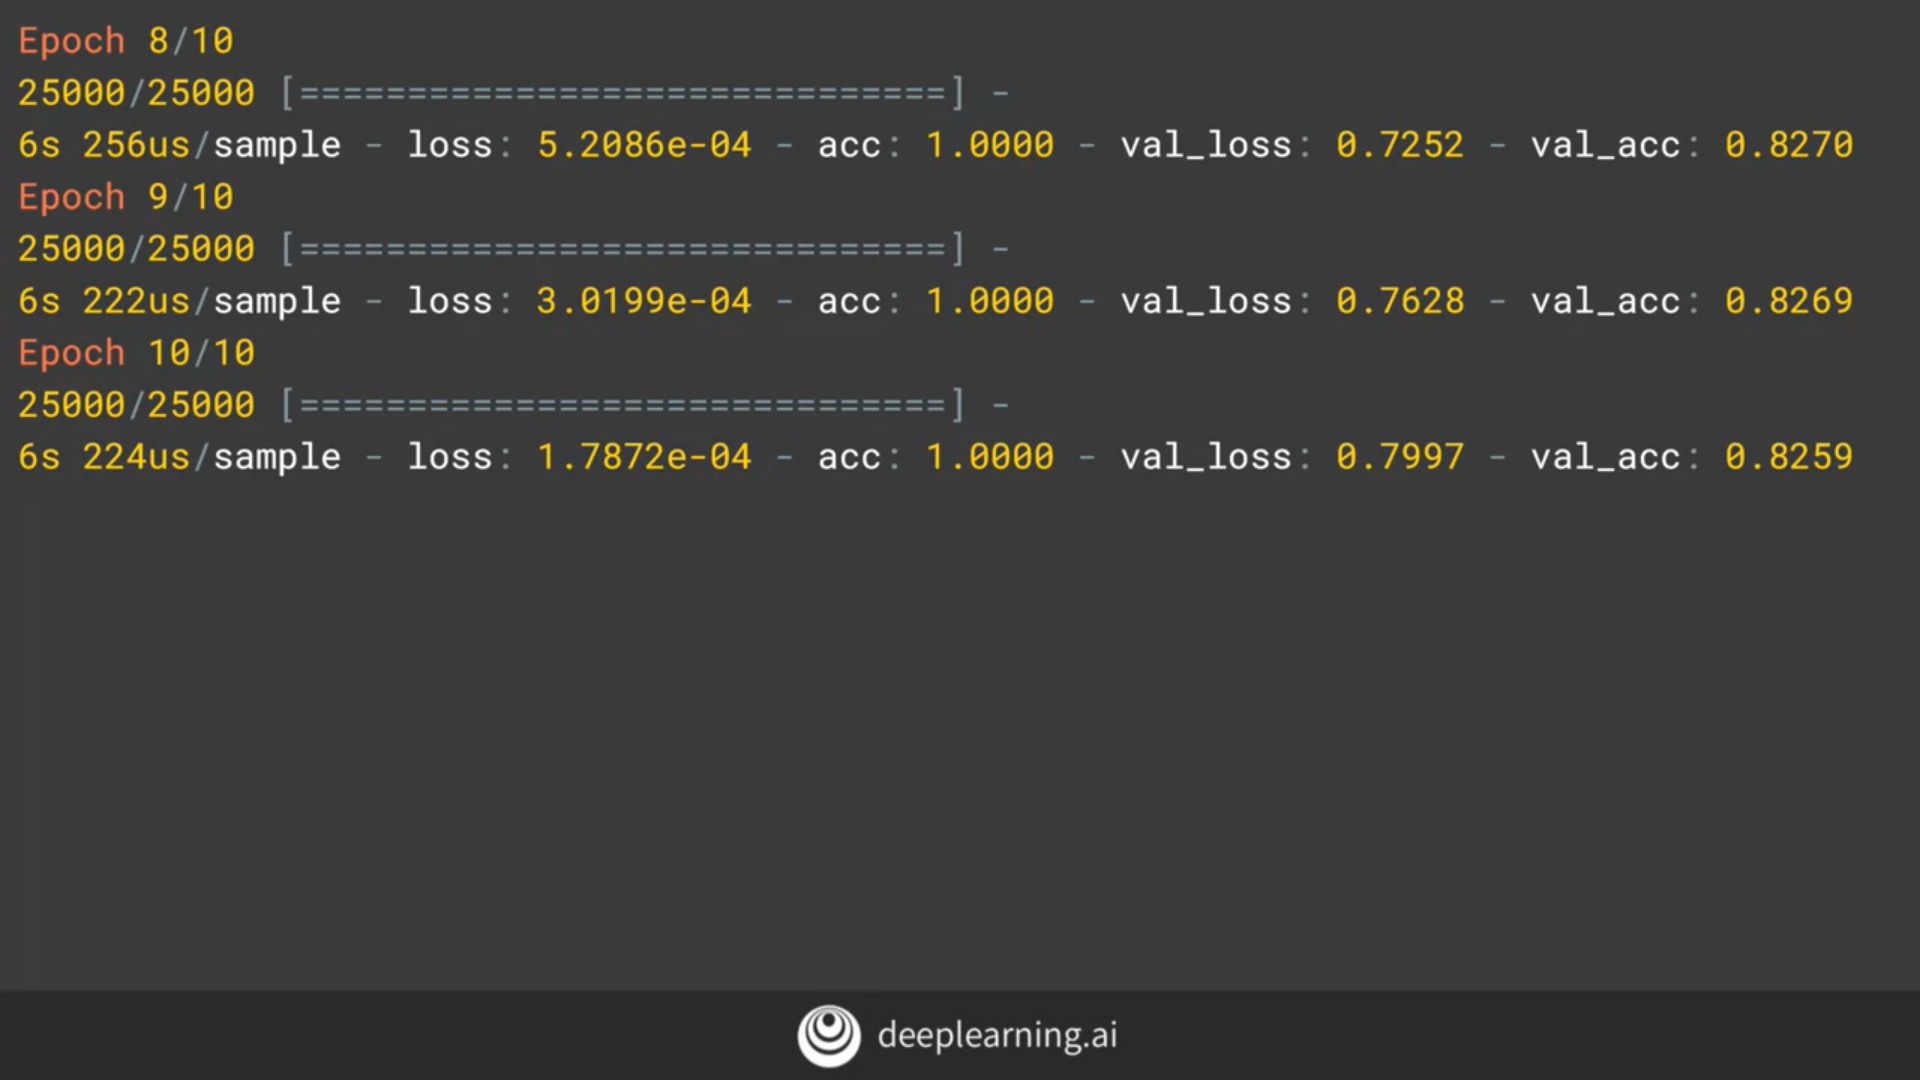 Epoch 8/10
25000/25000 [==============================] -
6s 256us/sample - loss: 5.2086e-04 - acc: 1.0000 - val_loss: 0.7252 - val_acc: 0.8270
Epoch 9/10
25000/25000 [==============================] -
6s 222us/sample - loss: 3.0199e-04 - acc: 1.0000 - val_loss: 0.7628 - val_acc: 0.8269
Epoch 10/10
25000/25000 [==============================] -
6s 224us/sample - loss: 1.7872e-04 - acc: 1.0000 - val_loss: 0.7997 - val_acc: 0.8259
deeplearning.ai